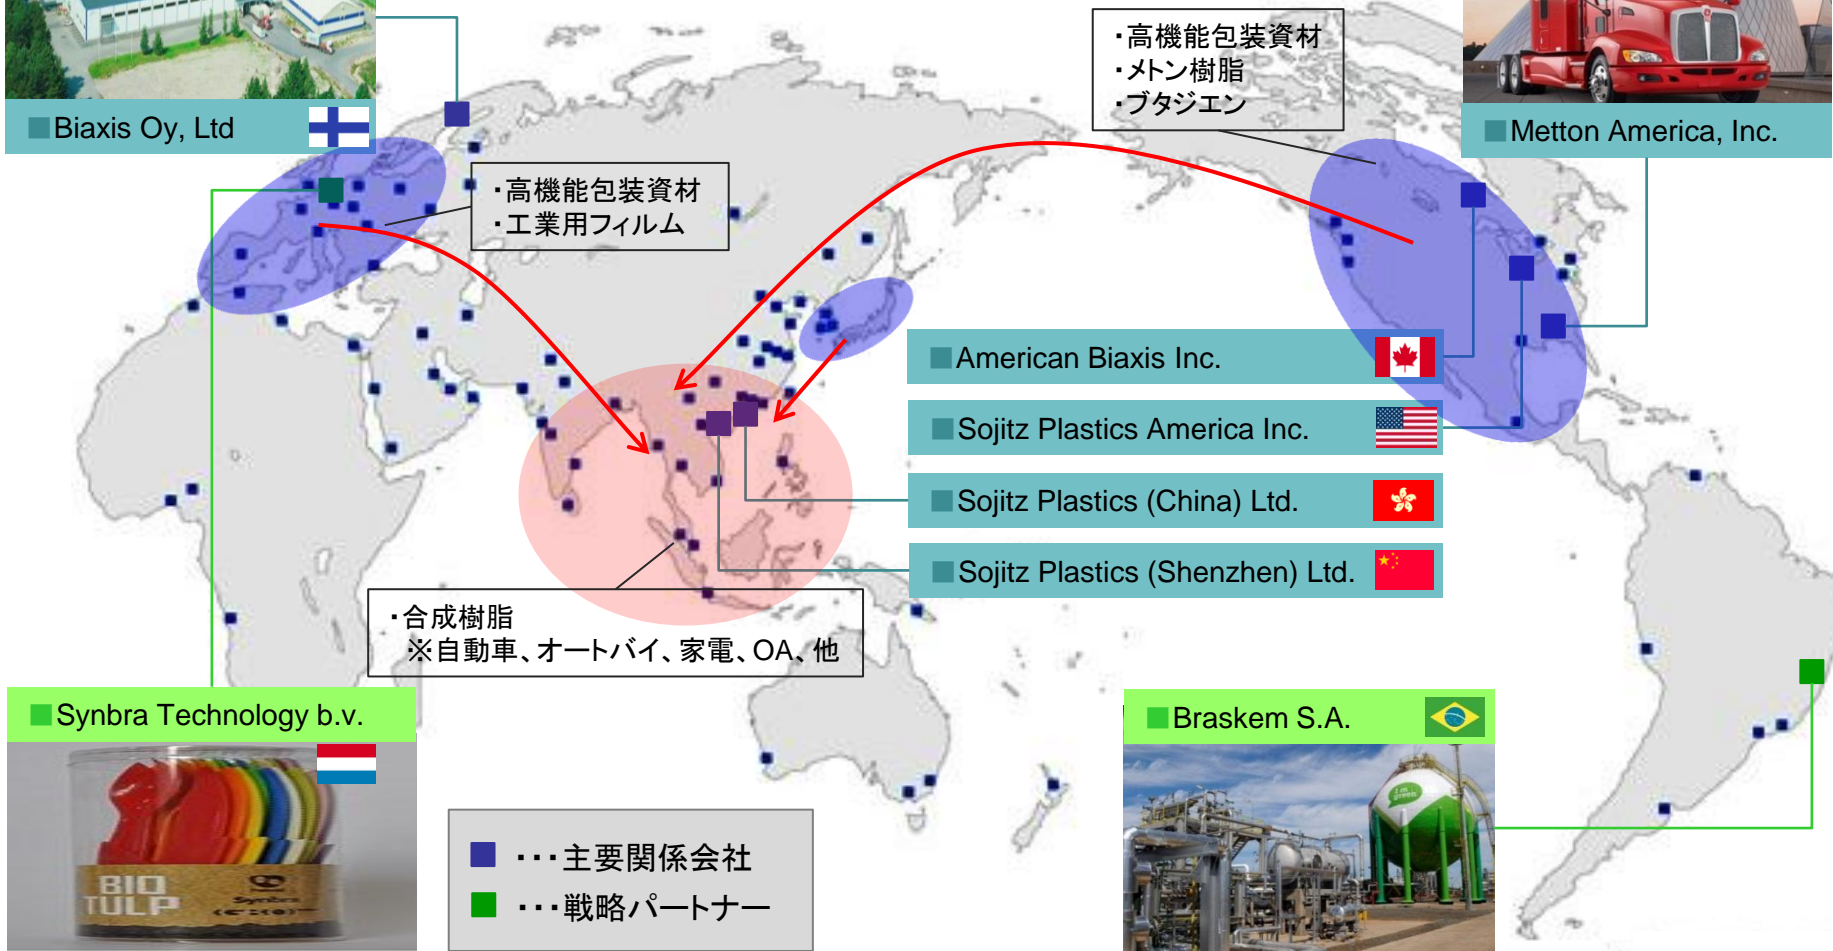 Biaxis Oy, Ltd
・高機能包装資材
・工業用フィルム
・高機能包装資材
・メトン樹脂
・ブタジエン
Metton America, Inc.
American Biaxis Inc.
Sojitz Plastics America Inc.
Sojitz Plastics (China) Ltd.
Sojitz Plastics (Shenzhen) Ltd.
・合成樹脂
※自動車、オートバイ、家電、OA、他
Synbra Technology b.v.
BIO
TULP
Synbra
Braskem S.A.
I'm
green
・・・主要関係会社
・・・戦略パートナー